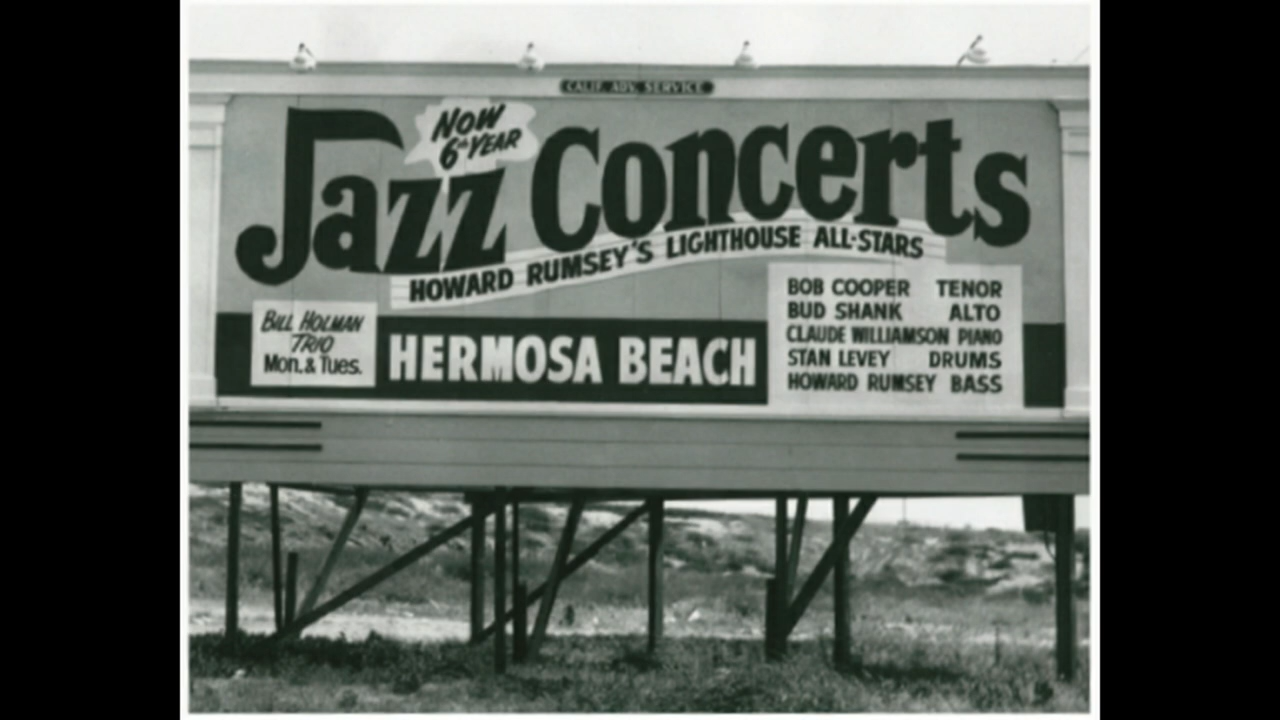 CALIF. ADV. SERVICE
Now
6th YEAR
Jazz Concerts
HOWARD RUMSEY'S LIGHTHOUSE ALL-STARS
BILL HOLMAN
TRIO
Mon. & Tues.
HERMOSA BEACH
BOB COOPER TENOR
BUD SHANK ALTO
CLAUDE WILLIAMSON PIANO
STAN LEVEY DRUMS
HOWARD RUMSEY BASS